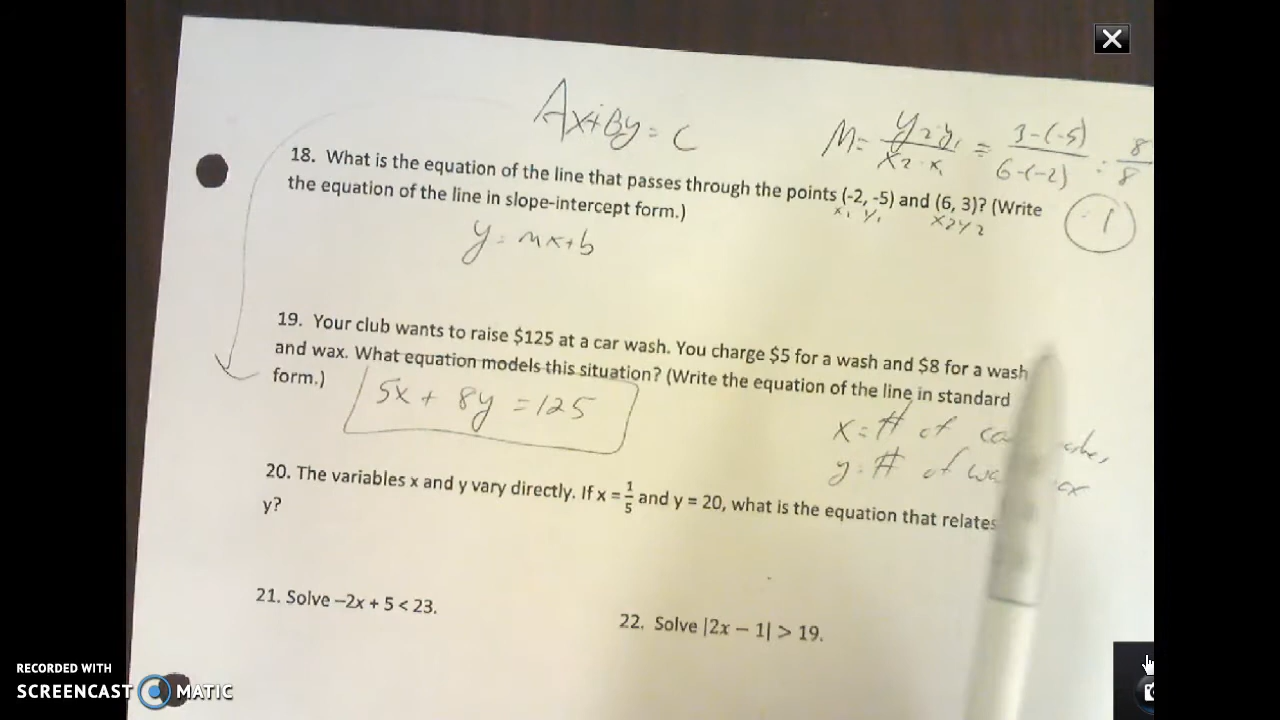 Ax+By = C
M = y2-y1 / x2-x1 = 3-(-5) / 6-(-2) = 8/8
= 1
18. What is the equation of the line that passes through the points (-2, -5) and (6, 3)? (Write
the equation of the line in slope-intercept form.)
x1 y1 x2 y2
y = mx+b
19. Your club wants to raise $125 at a car wash. You charge $5 for a wash and $8 for a wash
and wax. What equation models this situation? (Write the equation of the line in standard
form.)
5x + 8y = 125
x = # of
y = # of
20. The variables x and y vary directly. If x = 1/5 and y = 20, what is the equation that relates
y?
21. Solve –2x + 5 < 23.
22. Solve |2x – 1| > 19.
RECORDED WITH
SCREENCAST MATIC